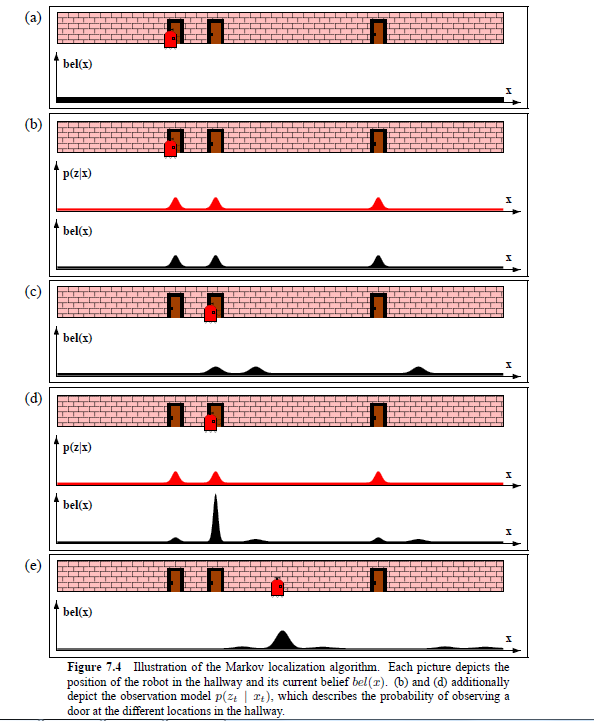 (a)
bel(x)
x
(b)
p(z|x)
x
bel(x)
x
(c)
bel(x)
x
(d)
p(z|x)
x
bel(x)
x
(e)
bel(x)
x
Figure 7.4 Illustration of the Markov localization algorithm. Each picture depicts the
position of the robot in the hallway and its current belief bel(x). (b) and (d) additionally
depict the observation model p(zt | xt), which describes the probability of observing a
door at the different locations in the hallway.